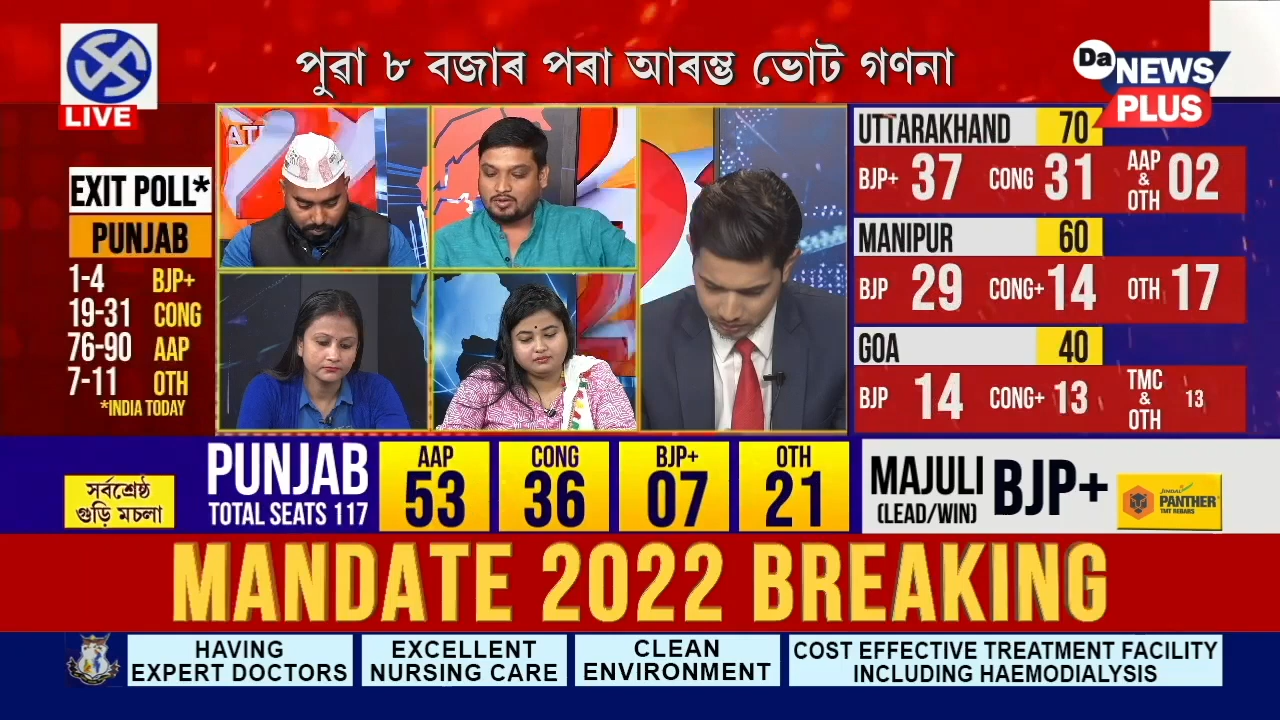 পুৱা ৮ বজাৰ পৰা আৰম্ভ ভোট গণনা
Da NEWS
PLUS
LIVE
EXIT POLL*
PUNJAB
1-4 BJP+
19-31 CONG
76-90 AAP
7-11 OTH
*INDIA TODAY
UTTARAKHAND 70
BJP+ 37 CONG 31 AAP & OTH 02
MANIPUR 60
BJP 29 CONG+ 14 OTH 17
GOA 40
BJP 14 CONG+ 13 TMC & OTH 13
সৰ্বশ্ৰেষ্ঠ
গুড়ি মচলা
PUNJAB
TOTAL SEATS 117
AAP
53
CONG
36
BJP+
07
OTH
21
MAJULI
(LEAD/WIN)
BJP+
JINDAL
PANTHER
TMT REBARS
MANDATE 2022 BREAKING
HAVING
EXPERT DOCTORS
EXCELLENT
NURSING CARE
CLEAN
ENVIRONMENT
COST EFFECTIVE TREATMENT FACILITY
INCLUDING HAEMODIALYSIS